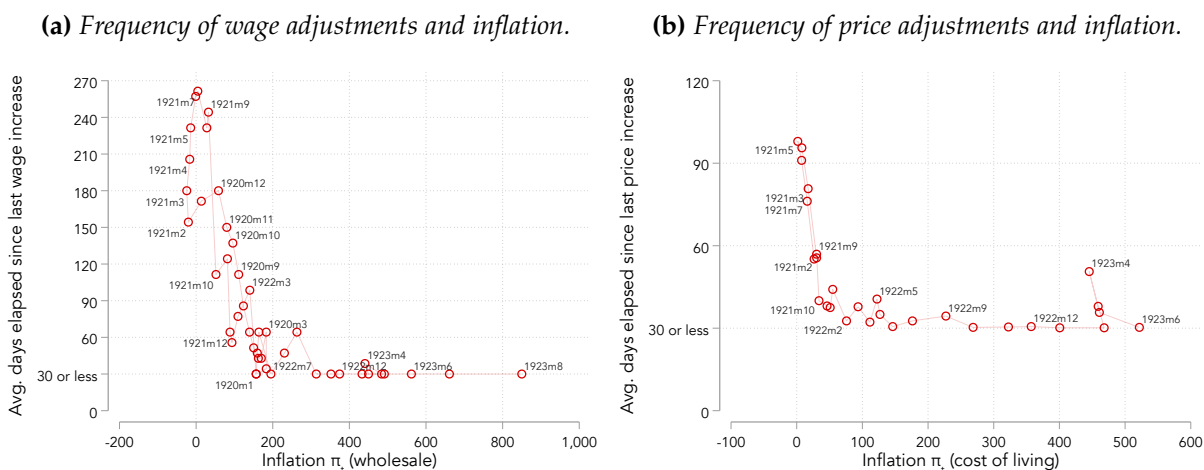 (a) Frequency of wage adjustments and inflation.
Avg. days elapsed since last wage increase
270
240
210
180
150
120
90
60
30 or less
0
1921m7
1921m9
1921m5
1921m4
1921m3
1920m12
1921m2
1920m11
1920m10
1921m10
1920m9
1922m3
1921m12
1920m3
1920m1
1922m7
1922m12
1923m4
1923m6
1923m8
-200
0
200
400
600
800
1,000
Inflation πt (wholesale)
(b) Frequency of price adjustments and inflation.
Avg. days elapsed since last price increase
120
90
60
30 or less
0
1921m5
1921m3
1921m7
1921m9
1921m2
1921m10
1922m2
1922m5
1922m9
1922m12
1923m4
1923m6
-100
0
100
200
300
400
500
600
Inflation πt (cost of living)